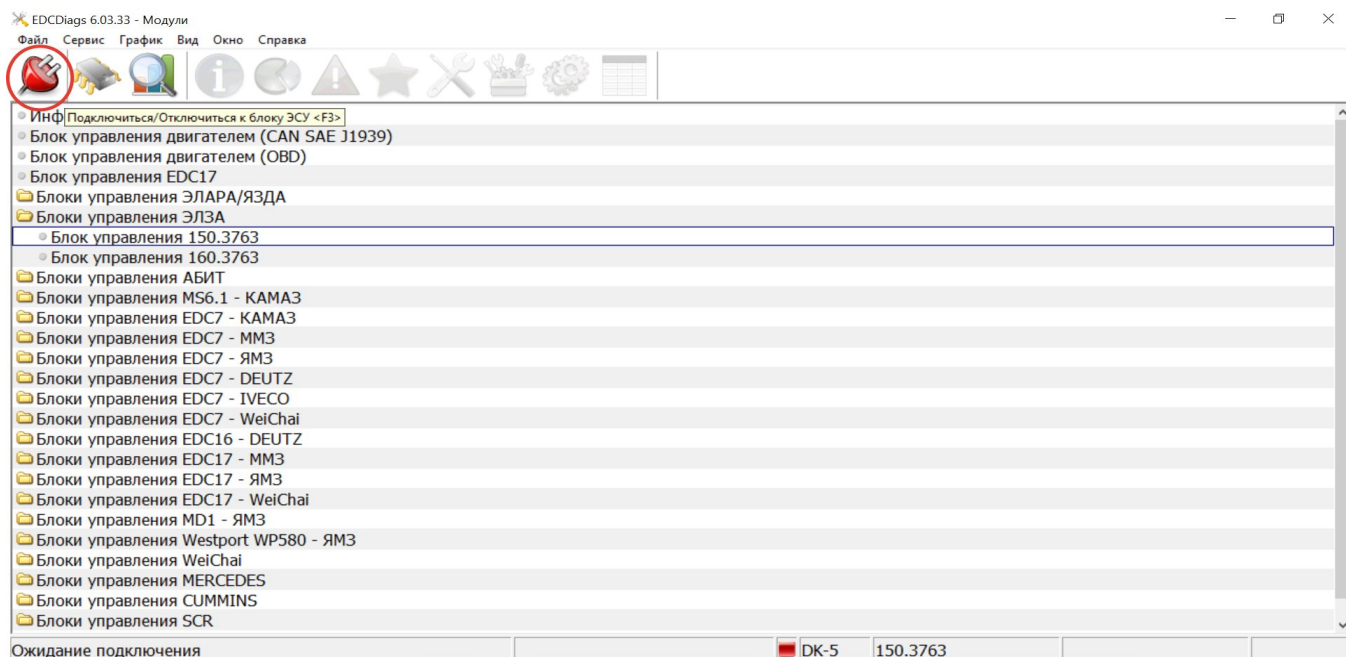 EDCDiags 6.03.33 - Модули
Файл Сервис График Вид Окно Справка
Инф
Подключиться/Отключиться к блоку ЭСУ <F3>
Блок управления двигателем (CAN SAE J1939)
Блок управления двигателем (OBD)
Блок управления EDC17
Блоки управления ЭЛАРА/ЯЗДА
Блоки управления ЭЛЗА
Блок управления 150.3763
Блок управления 160.3763
Блоки управления АБИТ
Блоки управления MS6.1 - КАМАЗ
Блоки управления EDC7 - КАМАЗ
Блоки управления EDC7 - ММЗ
Блоки управления EDC7 - ЯМЗ
Блоки управления EDC7 - DEUTZ
Блоки управления EDC7 - IVECO
Блоки управления EDC7 - WeiChai
Блоки управления EDC16 - DEUTZ
Блоки управления EDC17 - ММЗ
Блоки управления EDC17 - ЯМЗ
Блоки управления EDC17 - WeiChai
Блоки управления MD1 - ЯМЗ
Блоки управления Westport WP580 - ЯМЗ
Блоки управления WeiChai
Блоки управления MERCEDES
Блоки управления CUMMINS
Блоки управления SCR
Ожидание подключения DK-5 150.3763